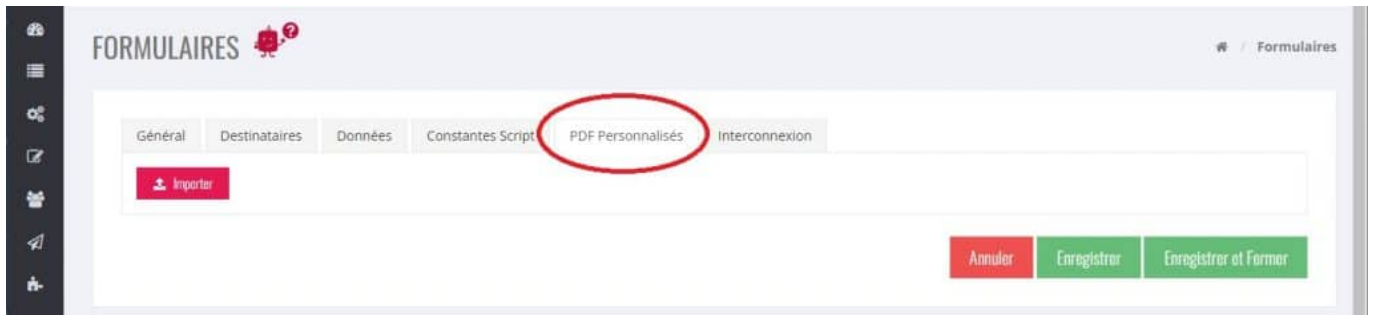 FORMULAIRES ?
/ Formulaires
Général Destinataires Données Constantes Script PDF Personnalisés Interconnexion
Importer
Annuler Enregistrer Enregistrer et Fermer